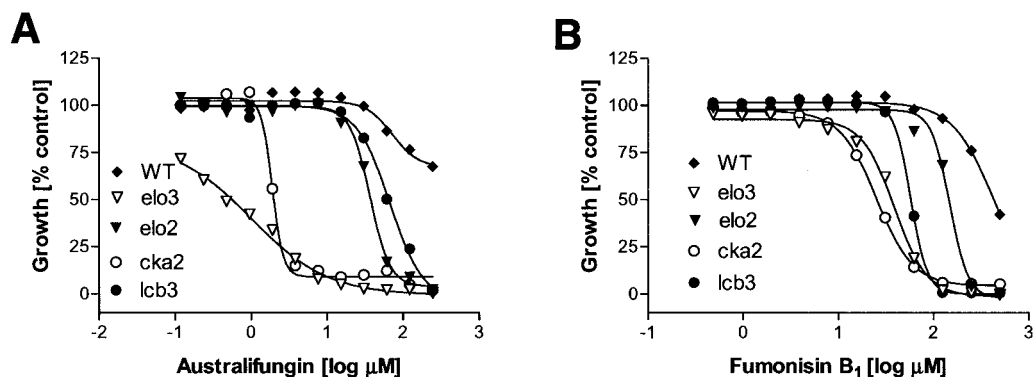 A
Growth [% control]
125
100
75
50
25
0
WT
elo3
elo2
cka2
lcb3
-2
-1
0
1
2
3
Australifungin [log µM]
B
Growth [% control]
125
100
75
50
25
0
WT
elo3
elo2
cka2
lcb3
-1
0
1
2
3
Fumonisin B₁ [log µM]